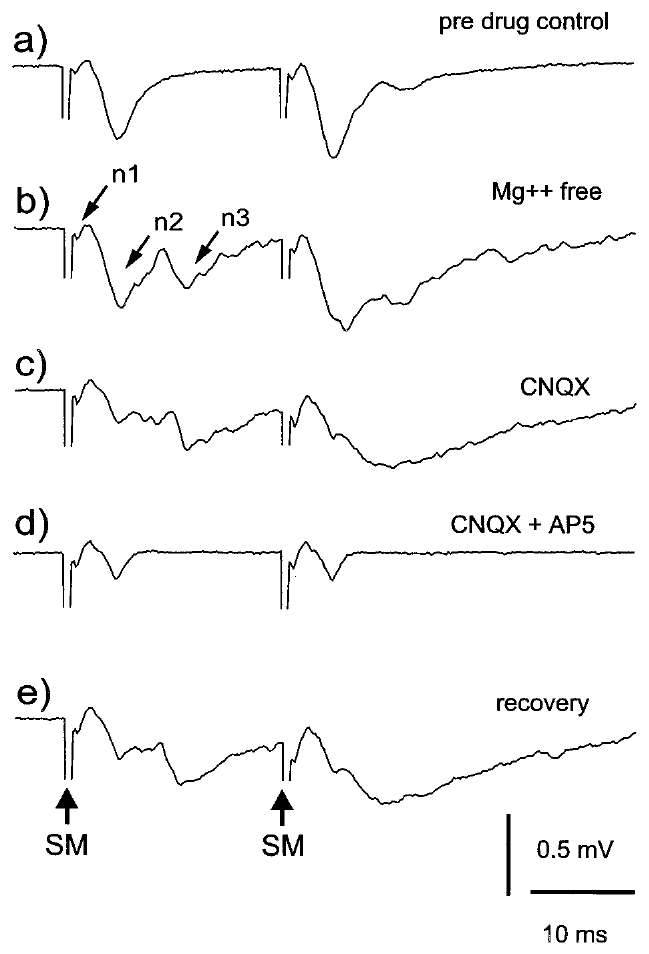 a) pre drug control
n1
b) Mg++ free
n2 n3
c) CNQX
d) CNQX + AP5
e) recovery
SM SM
0.5 mV
10 ms